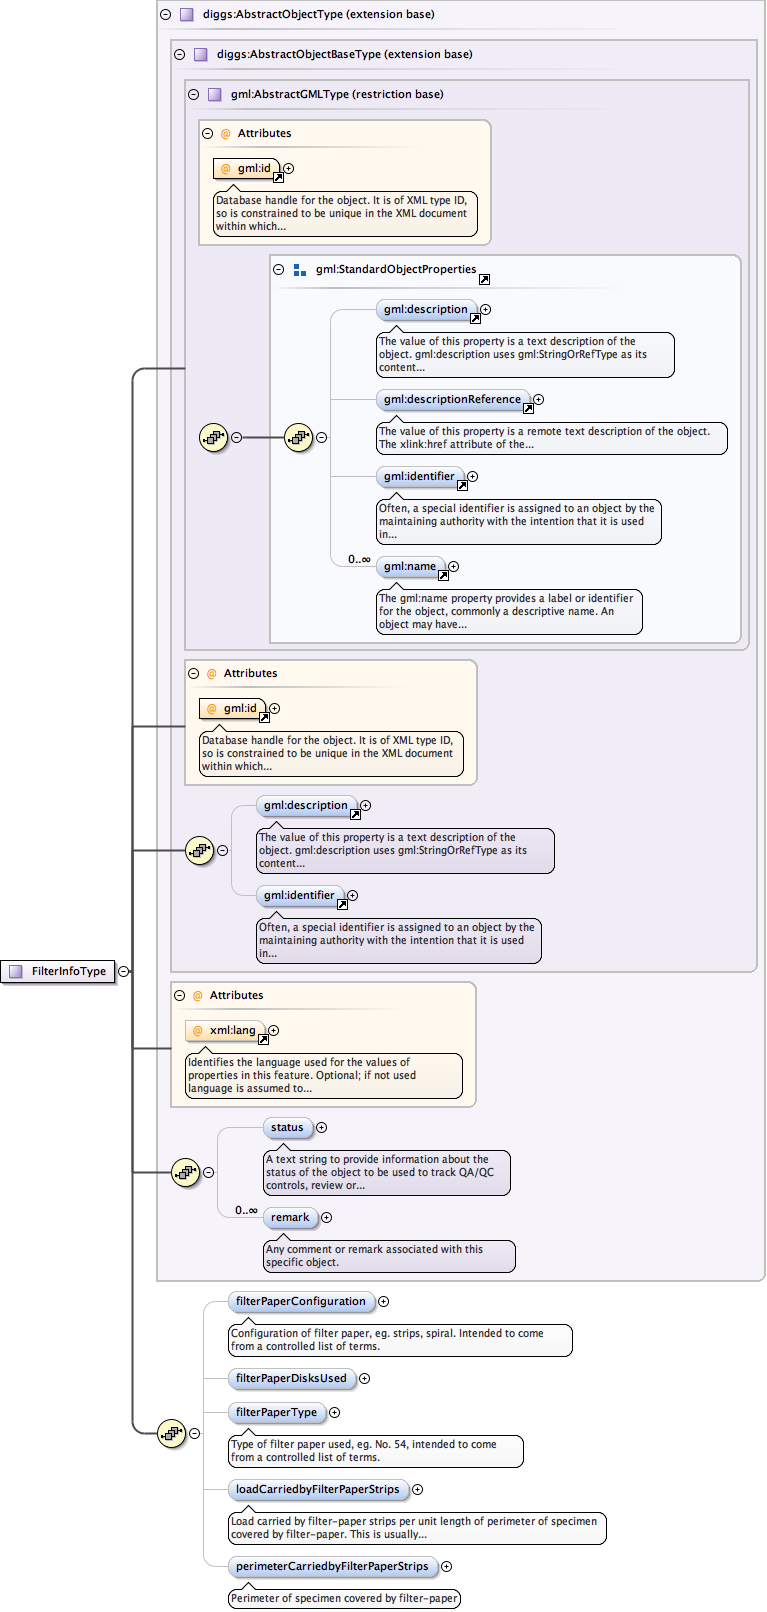 diggs:AbstractObjectType (extension base)
diggs:AbstractObjectBaseType (extension base)
gml:AbstractGMLType (restriction base)
@ Attributes
@ gml:id
Database handle for the object. It is of XML type ID,
so is constrained to be unique in the XML document
within which...
gml:StandardObjectProperties
gml:description
The value of this property is a text description of the
object. gml:description uses gml:StringOrRefType as its
content...
gml:descriptionReference
The value of this property is a remote text description of the object.
The xlink:href attribute of the...
gml:identifier
Often, a special identifier is assigned to an object by the
maintaining authority with the intention that it is used
in...
0..∞
gml:name
The gml:name property provides a label or identifier
for the object, commonly a descriptive name. An
object may have...
@ Attributes
@ gml:id
Database handle for the object. It is of XML type ID,
so is constrained to be unique in the XML document
within which...
gml:description
The value of this property is a text description of the
object. gml:description uses gml:StringOrRefType as its
content...
gml:identifier
Often, a special identifier is assigned to an object by the
maintaining authority with the intention that it is used
in...
FilterInfoType
@ Attributes
@ xml:lang
Identifies the language used for the values of
properties in this feature. Optional; if not used
language is assumed to...
status
A text string to provide information about the
status of the object to be used to track QA/QC
controls, review or...
0..∞
remark
Any comment or remark associated with this
specific object.
filterPaperConfiguration
Configuration of filter paper, eg. strips, spiral. Intended to come
from a controlled list of terms.
filterPaperDisksUsed
filterPaperType
Type of filter paper used, eg. No. 54, intended to come
from a controlled list of terms.
loadCarriedbyFilterPaperStrips
Load carried by filter-paper strips per unit length of perimeter of specimen
covered by filter-paper. This is usually...
perimeterCarriedbyFilterPaperStrips
Perimeter of specimen covered by filter-paper